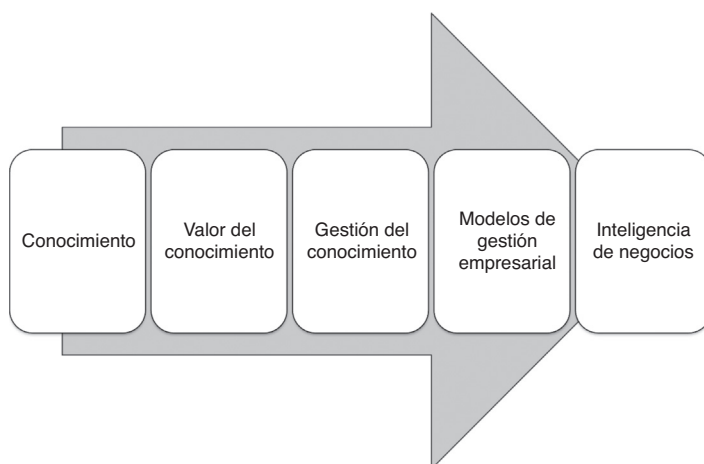 Conocimiento
Valor del
conocimiento
Gestión del
conocimiento
Modelos de
gestión
empresarial
Inteligencia
de negocios